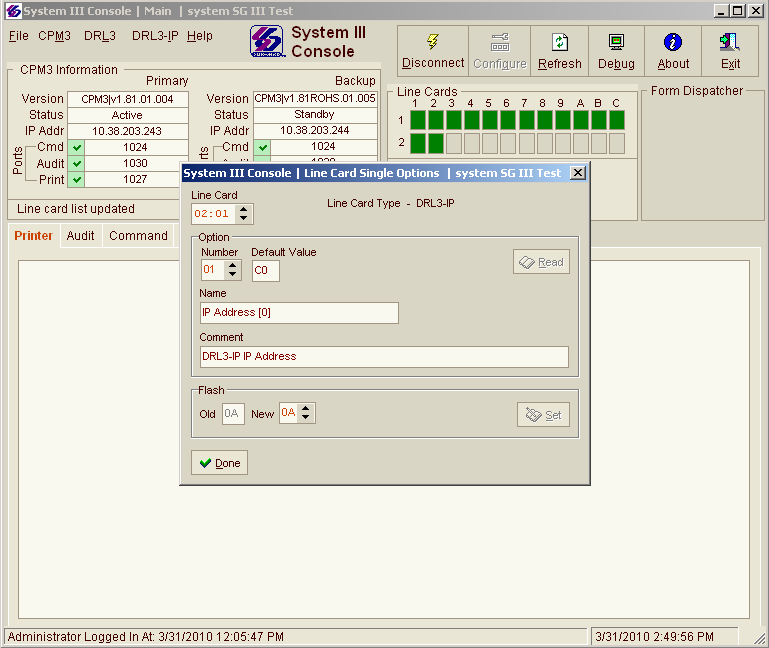 System III Console | Main | system SG III Test
File CPM3 DRL3 DRL3-IP Help
System III Console
Disconnect Configure Refresh Debug About Exit
CPM3 Information
Primary Backup
Version CPM3|v1.81.01.004 Version CPM3|v1.81ROHS.01.005
Status Active Status Standby
IP Addr 10.38.203.243 IP Addr 10.38.203.244
Ports Cmd 1024 Cmd 1024
Audit 1030
Print 1027
Line card list updated
Line Cards
1 2 3 4 5 6 7 8 9 A B C
1
2
Form Dispatcher
Printer Audit Command
System III Console | Line Card Single Options | system SG III Test
Line Card
02:01
Line Card Type - DRL3-IP
Option
Number Default Value
01 C0
Read
Name
IP Address [0]
Comment
DRL3-IP IP Address
Flash
Old 0A New 0A
Set
Done
Administrator Logged In At: 3/31/2010 12:05:47 PM
3/31/2010 2:49:56 PM